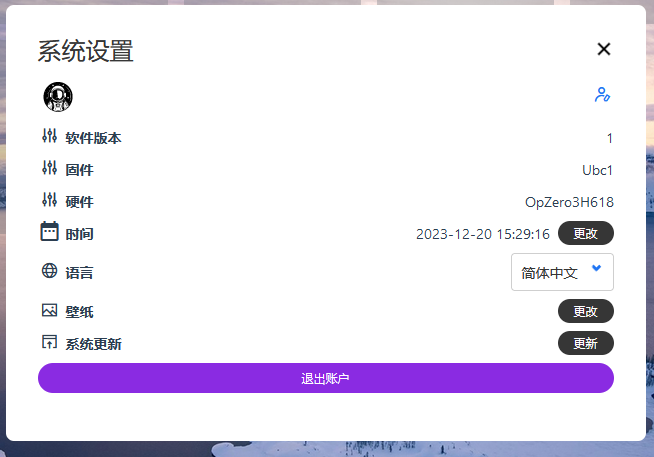 系统设置
软件版本 1
固件 Ubc1
硬件 OpZero3H618
时间 2023-12-20 15:29:16 更改
语言 简体中文
壁纸 更改
系统更新 更新
退出账户